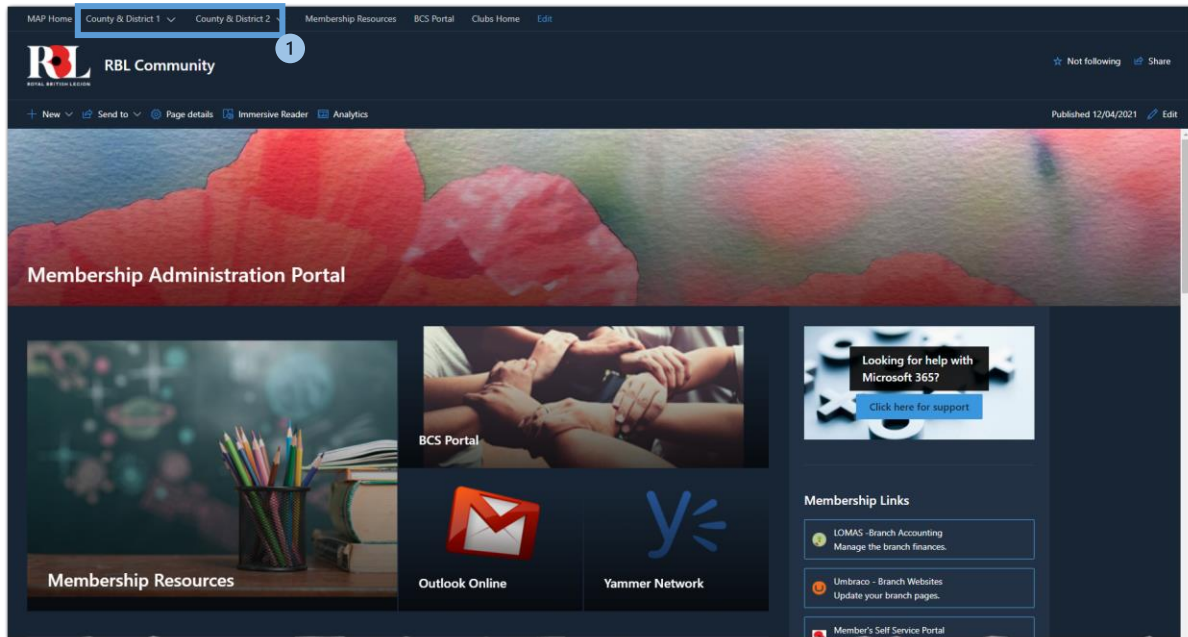 MAP Home County & District 1 County & District 2 Membership Resources BCS Portal Clubs Home Edit
1
RBL
ROYAL BRITISH LEGION
RBL Community
Not following Share
New Send to Page details Immersive Reader Analytics
Published 12/04/2021 Edit
Membership Administration Portal
Membership Resources
BCS Portal
Outlook Online
Yammer Network
Looking for help with
Microsoft 365?
Click here for support
Membership Links
LOMAS -Branch Accounting
Manage the branch finances.
Umbraco - Branch Websites
Update your branch pages.
Member's Self Service Portal